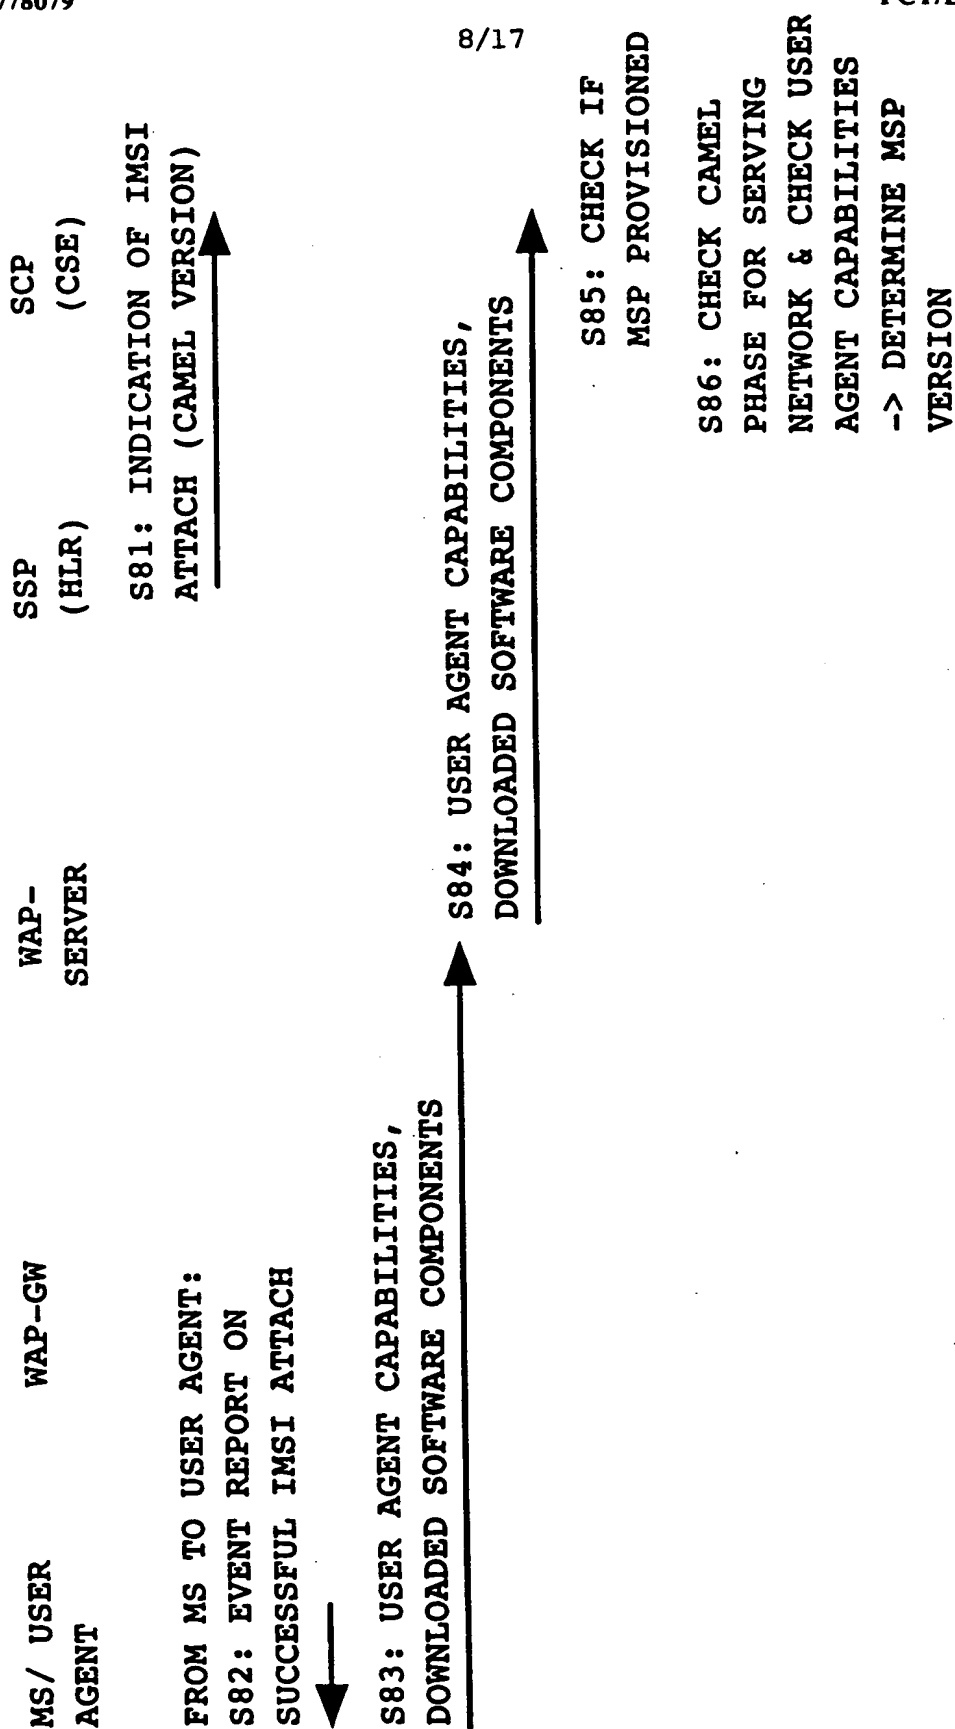 8/17
MS/ USER
AGENT
WAP-GW
WAP-
SERVER
SSP
(HLR)
SCP
(CSE)
S81: INDICATION OF IMSI
ATTACH (CAMEL VERSION)
FROM MS TO USER AGENT:
S82: EVENT REPORT ON
SUCCESSFUL IMSI ATTACH
S83: USER AGENT CAPABILITIES,
DOWNLOADED SOFTWARE COMPONENTS
S84: USER AGENT CAPABILITIES,
DOWNLOADED SOFTWARE COMPONENTS
S85: CHECK IF
MSP PROVISIONED
S86: CHECK CAMEL
PHASE FOR SERVING
NETWORK & CHECK USER
AGENT CAPABILITIES
-> DETERMINE MSP
VERSION